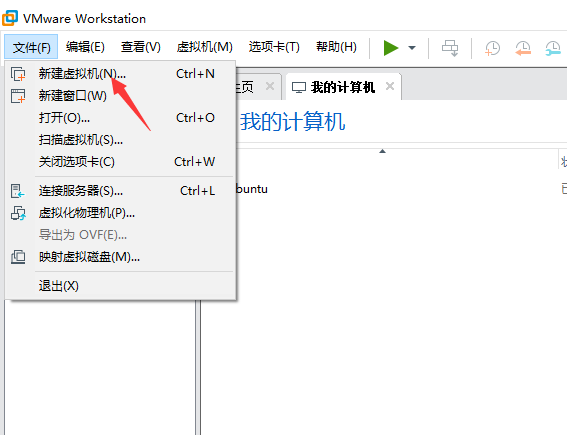 VMware Workstation
文件(F) 编辑(E) 查看(V) 虚拟机(M) 选项卡(T) 帮助(H)
新建虚拟机(N)... Ctrl+N
主页 我的计算机
新建窗口(W)
打开(O)... Ctrl+O
我的计算机
扫描虚拟机(S)...
关闭选项卡(C) Ctrl+W
连接服务器(S)... Ctrl+L
buntu
虚拟化物理机(P)...
导出为 OVF(E)...
映射虚拟磁盘(M)...
退出(X)